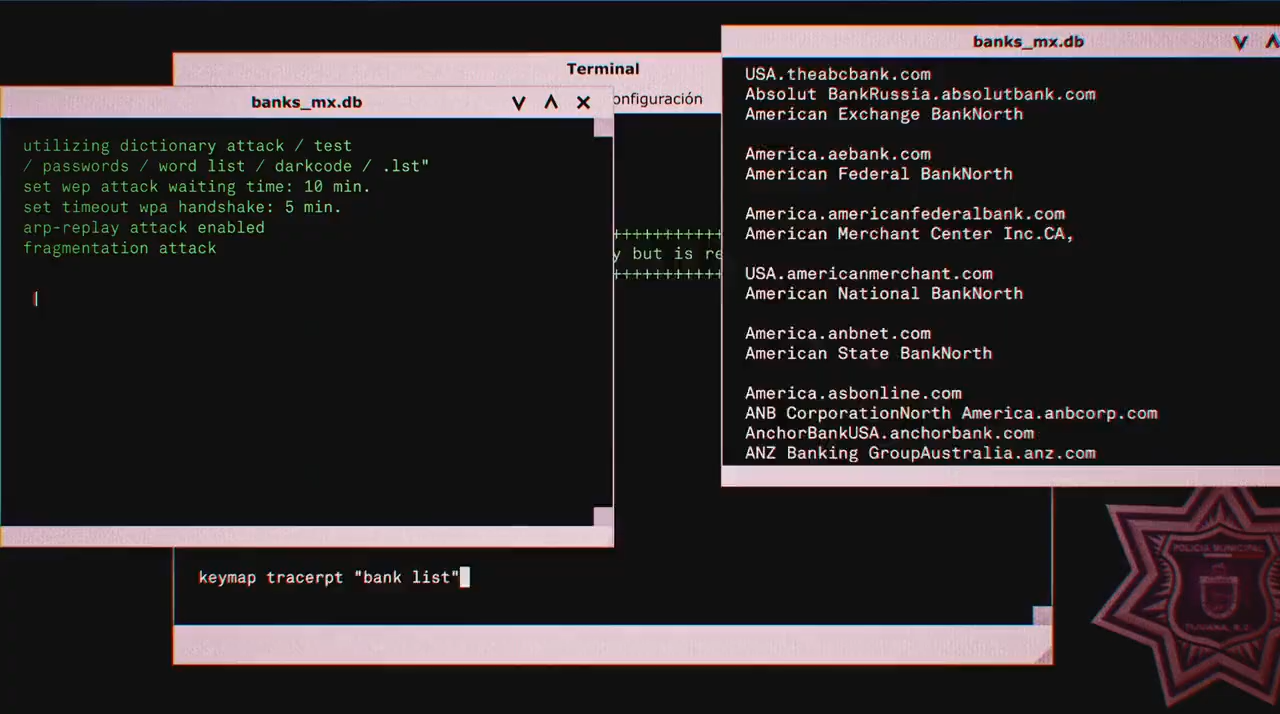 banks_mx.db
Terminal
banks_mx.db
onfiguración
USA.theabcbank.com
Absolut BankRussia.absolutbank.com
American Exchange BankNorth
America.aebank.com
American Federal BankNorth
America.americanfederalbank.com
American Merchant Center Inc.CA,
USA.americanmerchant.com
American National BankNorth
America.anbnet.com
American State BankNorth
America.asbonline.com
ANB CorporationNorth America.anbcorp.com
AnchorBankUSA.anchorbank.com
ANZ Banking GroupAustralia.anz.com
utilizing dictionary attack / test
/ passwords / word list / darkcode / .lst"
set wep attack waiting time: 10 min.
set timeout wpa handshake: 5 min.
arp-replay attack enabled
fragmentation attack
+++++++++++
y but is re
+++++++++++
keymap tracerpt "bank list"
POLICIA MUNICIPAL
TIJUANA, B.C.